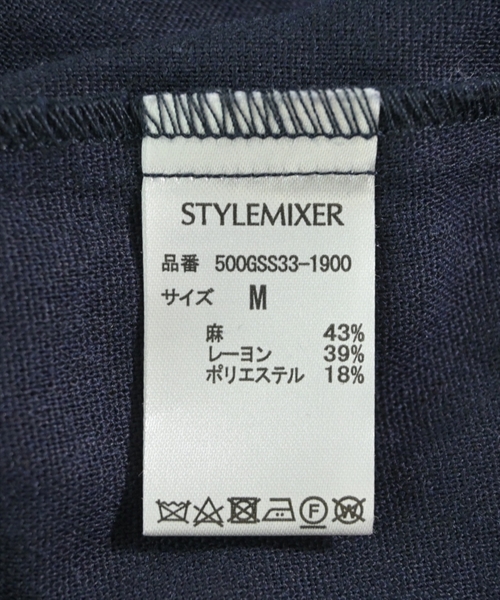 STYLEMIXER
品番 500GSS33-1900
サイズ M
麻 43%
レーヨン 39%
ポリエステル 18%
F W